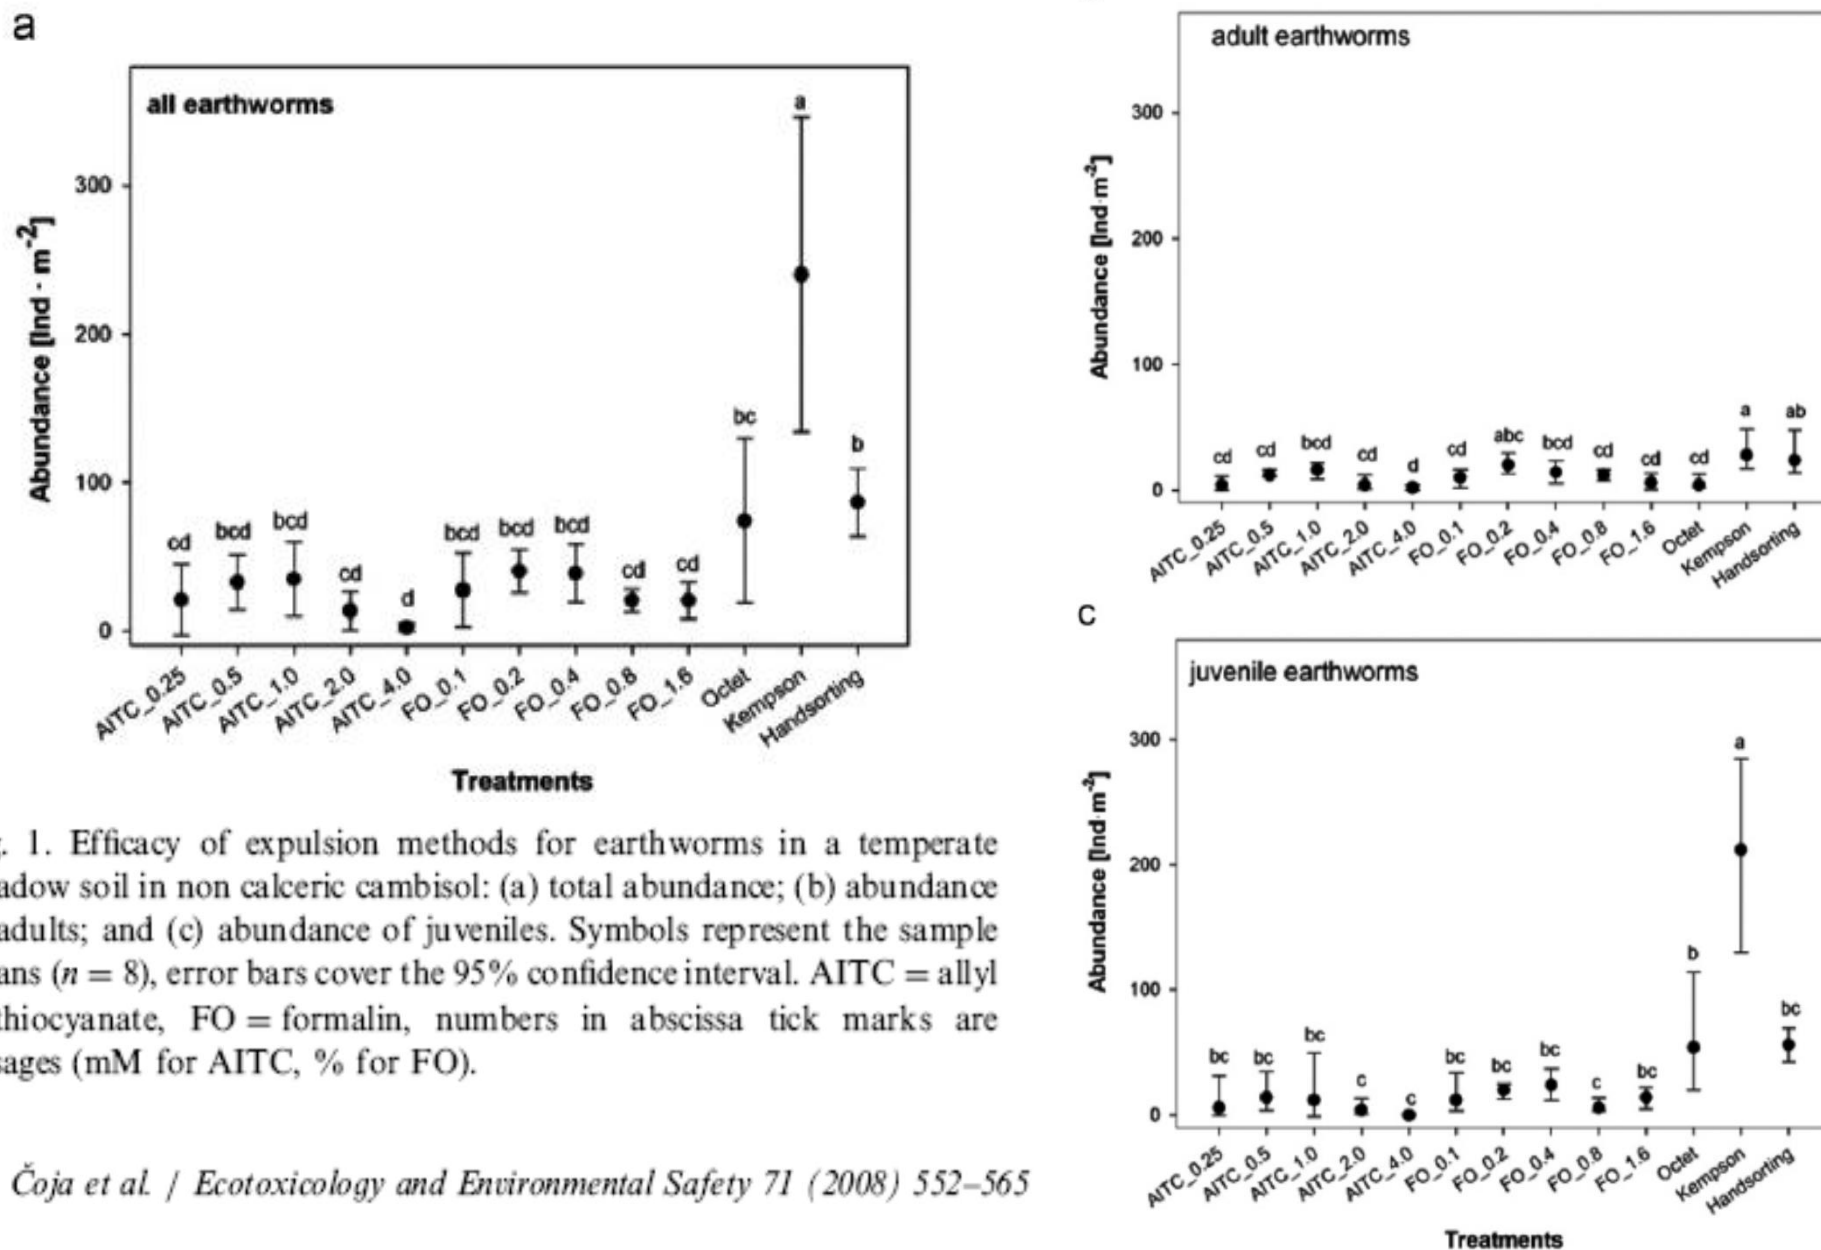 a
all earthworms
Abundance [Ind · m-2]
300
200
100
0
cd
bcd
bcd
cd
d
bcd
bcd
bcd
cd
cd
bc
a
b
AITC_0.25
AITC_0.5
AITC_1.0
AITC_2.0
AITC_4.0
FO_0.1
FO_0.2
FO_0.4
FO_0.8
FO_1.6
Octet
Kempson
Handsorting
Treatments
. 1. Efficacy of expulsion methods for earthworms in a temperate
adow soil in non calceric cambisol: (a) total abundance; (b) abundance
adults; and (c) abundance of juveniles. Symbols represent the sample
ans (n = 8), error bars cover the 95% confidence interval. AITC = allyl
thiocyanate, FO = formalin, numbers in abscissa tick marks are
sages (mM for AITC, % for FO).
Čoja et al. / Ecotoxicology and Environmental Safety 71 (2008) 552–565
adult earthworms
Abundance [Ind·m-2]
300
200
100
0
cd
cd
bcd
cd
d
cd
abc
bcd
cd
cd
cd
a
ab
AITC_0.25
AITC_0.5
AITC_1.0
AITC_2.0
AITC_4.0
FO_0.1
FO_0.2
FO_0.4
FO_0.8
FO_1.6
Octet
Kempson
Handsorting
c
juvenile earthworms
Abundance [Ind·m-2]
300
200
100
0
bc
bc
bc
c
c
bc
bc
bc
c
bc
b
a
bc
AITC_0.25
AITC_0.5
AITC_1.0
AITC_2.0
AITC_4.0
FO_0.1
FO_0.2
FO_0.4
FO_0.8
FO_1.6
Octet
Kempson
Handsorting
Treatments